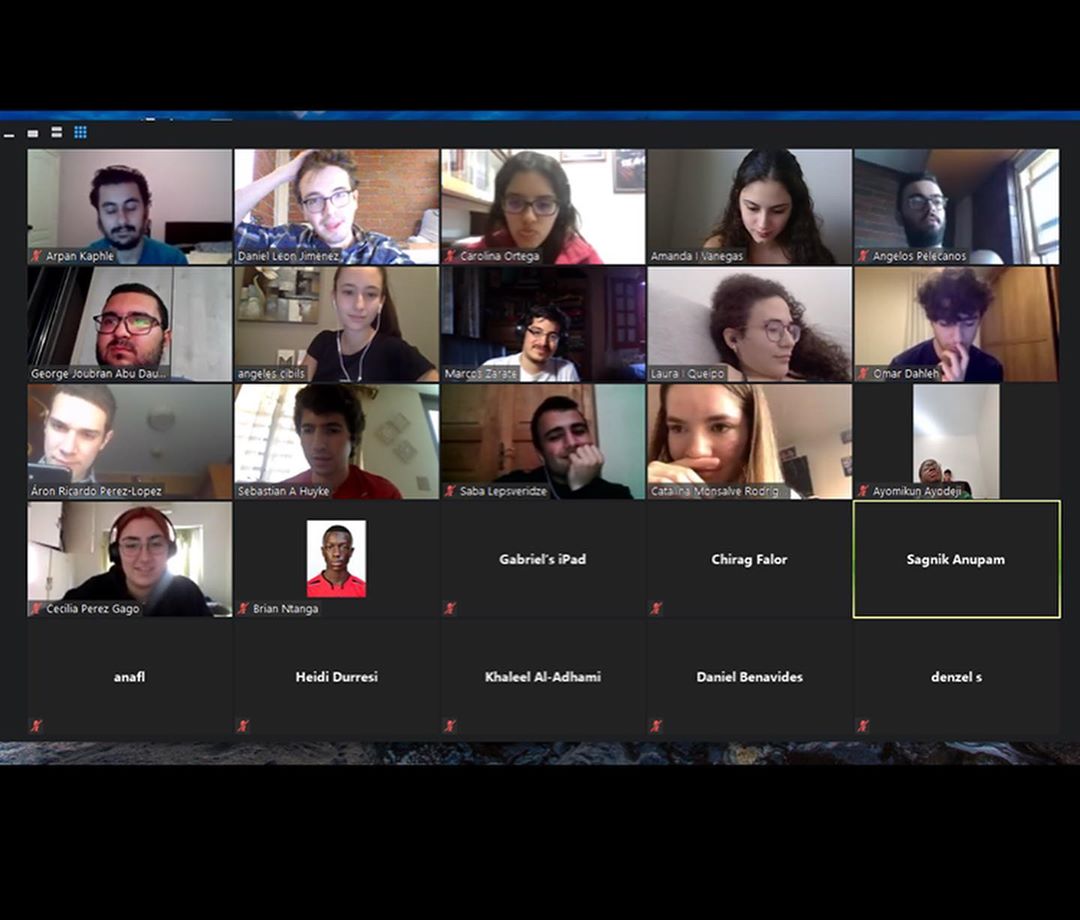 Arpan Kaphle
Daniel Leon Jimenez
Carolina Ortega
Amanda I Vanegas
Angelos Pelecanos
George Joubran Abu Dau...
angeles cibils
Marcos Zarate
Laura I Queipo
Omar Dahleh
Áron Ricardo Perez-Lopez
Sebastian A Huyke
Saba Lepsveridze
Catalina Monsalve Rodrig
Ayomikun Ayodeji
Cecilia Perez Gago
Brian Ntanga
Gabriel's iPad
Chirag Falor
Sagnik Anupam
anafl
Heidi Durresi
Khaleel Al-Adhami
Daniel Benavides
denzel s